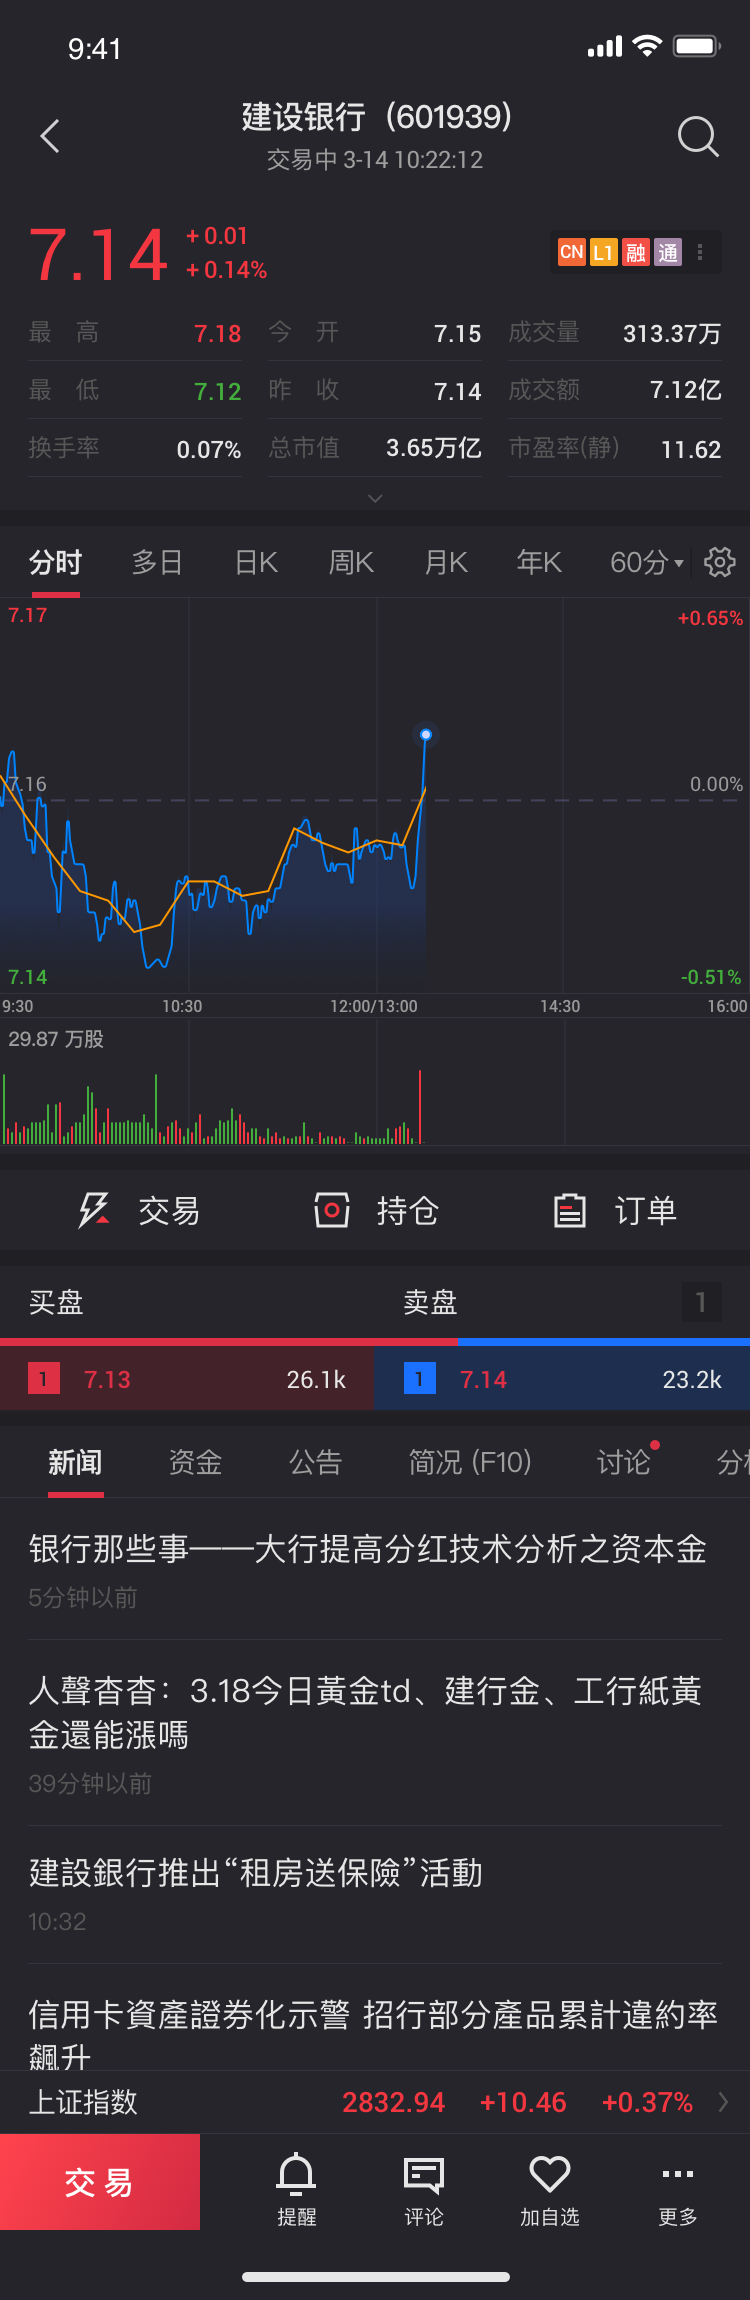 9:41
建设银行（601939）
交易中 3-14 10:22:12
7.14
+ 0.01
+ 0.14%
CN L1 融 通
最 高 7.18 今 开 7.15 成交量 313.37万
最 低 7.12 昨 收 7.14 成交额 7.12亿
换手率 0.07% 总市值 3.65万亿 市盈率(静) 11.62
分时 多日 日K 周K 月K 年K 60分
7.17 +0.65%
7.16 0.00%
7.14 -0.51%
9:30 10:30 12:00/13:00 14:30 16:00
29.87 万股
交易 持仓 订单
买盘 卖盘 1
1 7.13 26.1k 1 7.14 23.2k
新闻 资金 公告 简况 (F10) 讨论 分
银行那些事——大行提高分红技术分析之资本金
5分钟以前
人聲杳杳：3.18今日黃金td、建行金、工行紙黃
金還能漲嗎
39分钟以前
建設銀行推出“租房送保險”活動
10:32
信用卡資產證券化示警 招行部分產品累計違約率
飆升
上证指数 2832.94 +10.46 +0.37%
交易 提醒 评论 加自选 更多